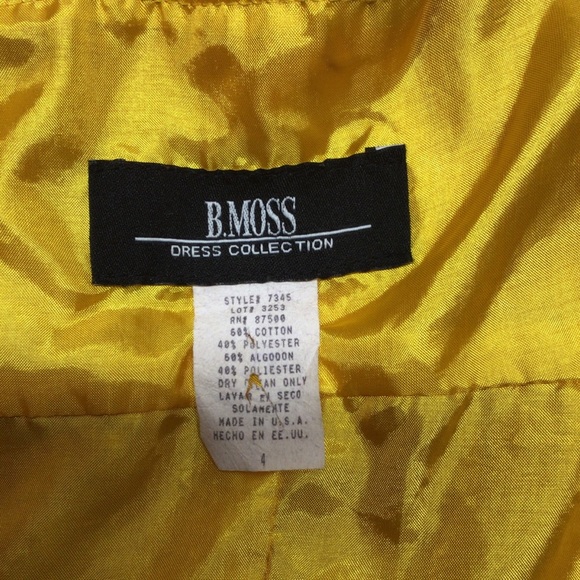 B.MOSS
DRESS COLLECTION
STYLE# 7345
LOT# 3253
RN# 87500
60% COTTON
40% POLYESTER
60% ALGODON
40% POLIESTER
DRY CLEAN ONLY
LAVAR EN SECO
SOLAMENTE
MADE IN U.S.A.
HECHO EN EE.UU.
4